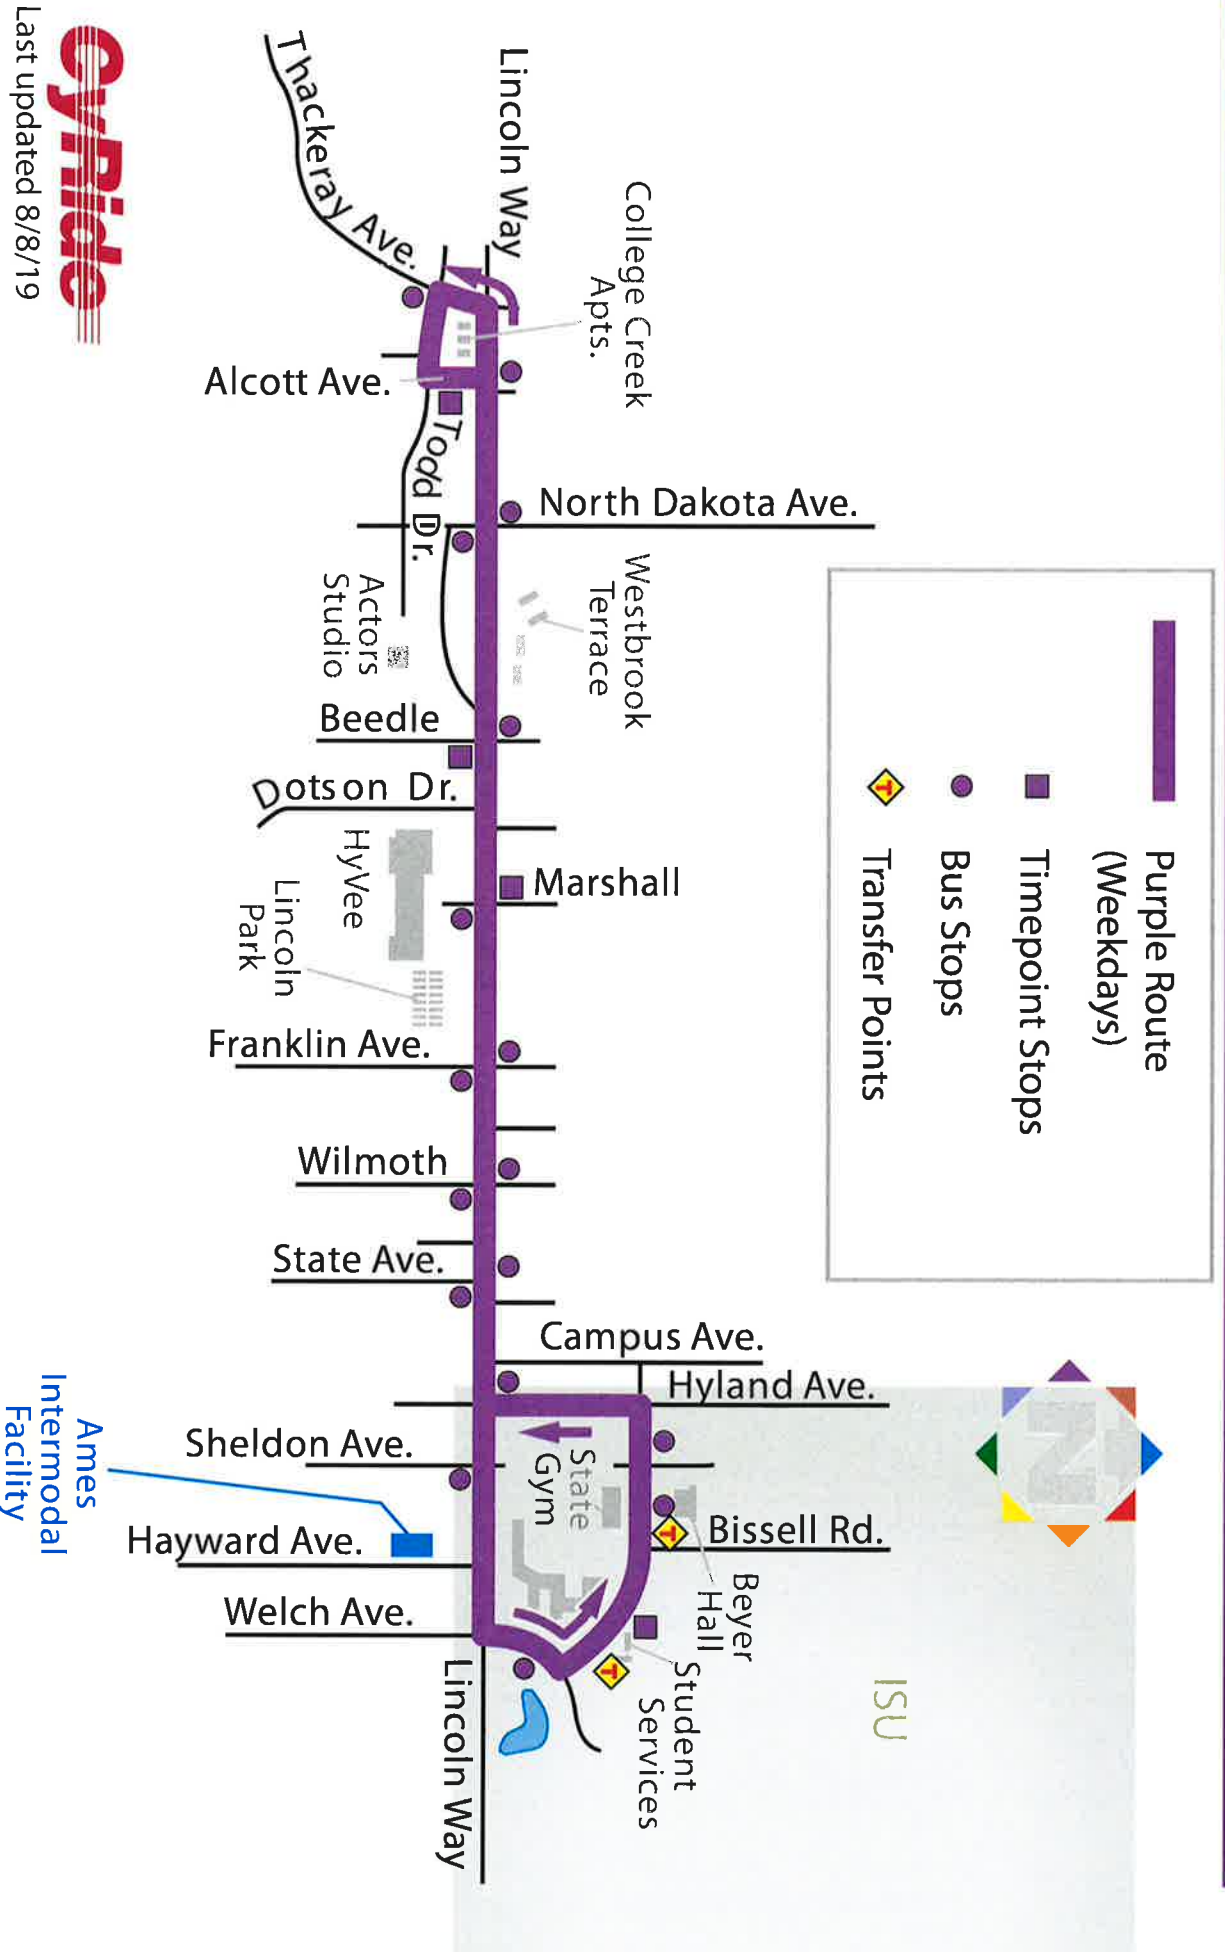 Purple Route
(Weekdays)
Timepoint Stops
Bus Stops
T
Transfer Points
N
ISU
Lincoln Way
College Creek
Apts.
Thackeray Ave.
Alcott Ave.
Todd Dr.
North Dakota Ave.
Westbrook
Terrace
Actors
Studio
Beedle
Dotson Dr.
HyVee
Marshall
Lincoln
Park
Franklin Ave.
Wilmoth
State Ave.
Campus Ave.
Hyland Ave.
State
Gym
Sheldon Ave.
Bissell Rd.
T
Beyer
Hall
Hayward Ave.
Welch Ave.
T
Student
Services
Lincoln Way
Ames
Intermodal
Facility
CyRide
Last updated 8/8/19